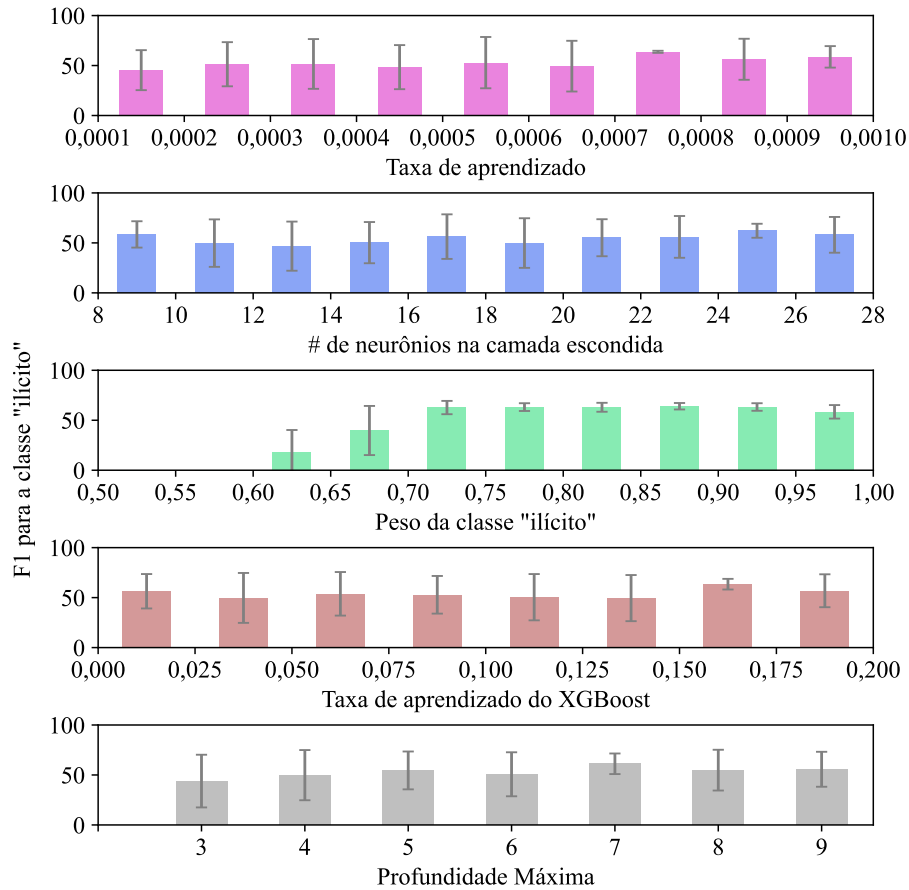 F1 para a classe "ilícito"
100
50
0
0,0001 0,0002 0,0003 0,0004 0,0005 0,0006 0,0007 0,0008 0,0009 0,0010
Taxa de aprendizado
100
50
0
8 10 12 14 16 18 20 22 24 26 28
# de neurônios na camada escondida
100
50
0
0,50 0,55 0,60 0,65 0,70 0,75 0,80 0,85 0,90 0,95 1,00
Peso da classe "ilícito"
100
50
0
0,000 0,025 0,050 0,075 0,100 0,125 0,150 0,175 0,200
Taxa de aprendizado do XGBoost
100
50
0
3 4 5 6 7 8 9
Profundidade Máxima